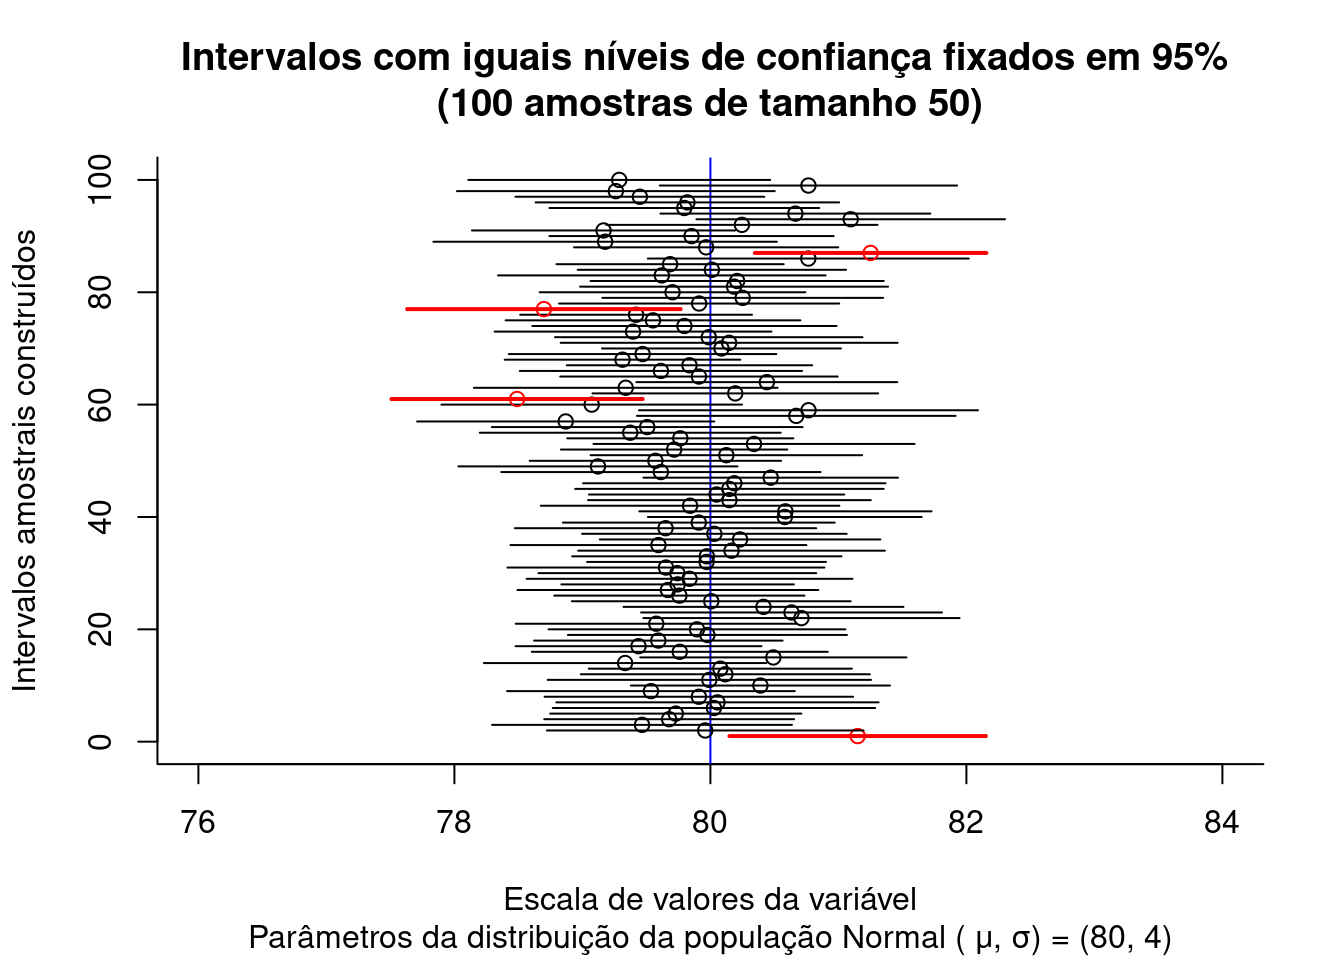 Intervalos com iguais níveis de confiança fixados em 95%
(100 amostras de tamanho 50)
Intervalos amostrais construídos
100
80
60
40
20
0
76 78 80 82 84
Escala de valores da variável
Parâmetros da distribuição da população Normal ( μ, σ) = (80, 4)